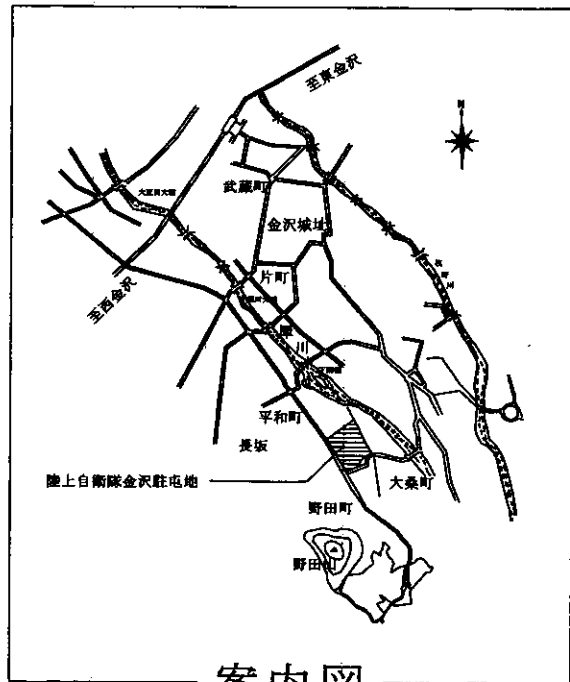 至東金沢
N
武蔵町
金沢城址
片町
至西金沢
犀川
平和町
長坂
陸上自衛隊金沢駐屯地
大桑町
野田町
野田山
案内図